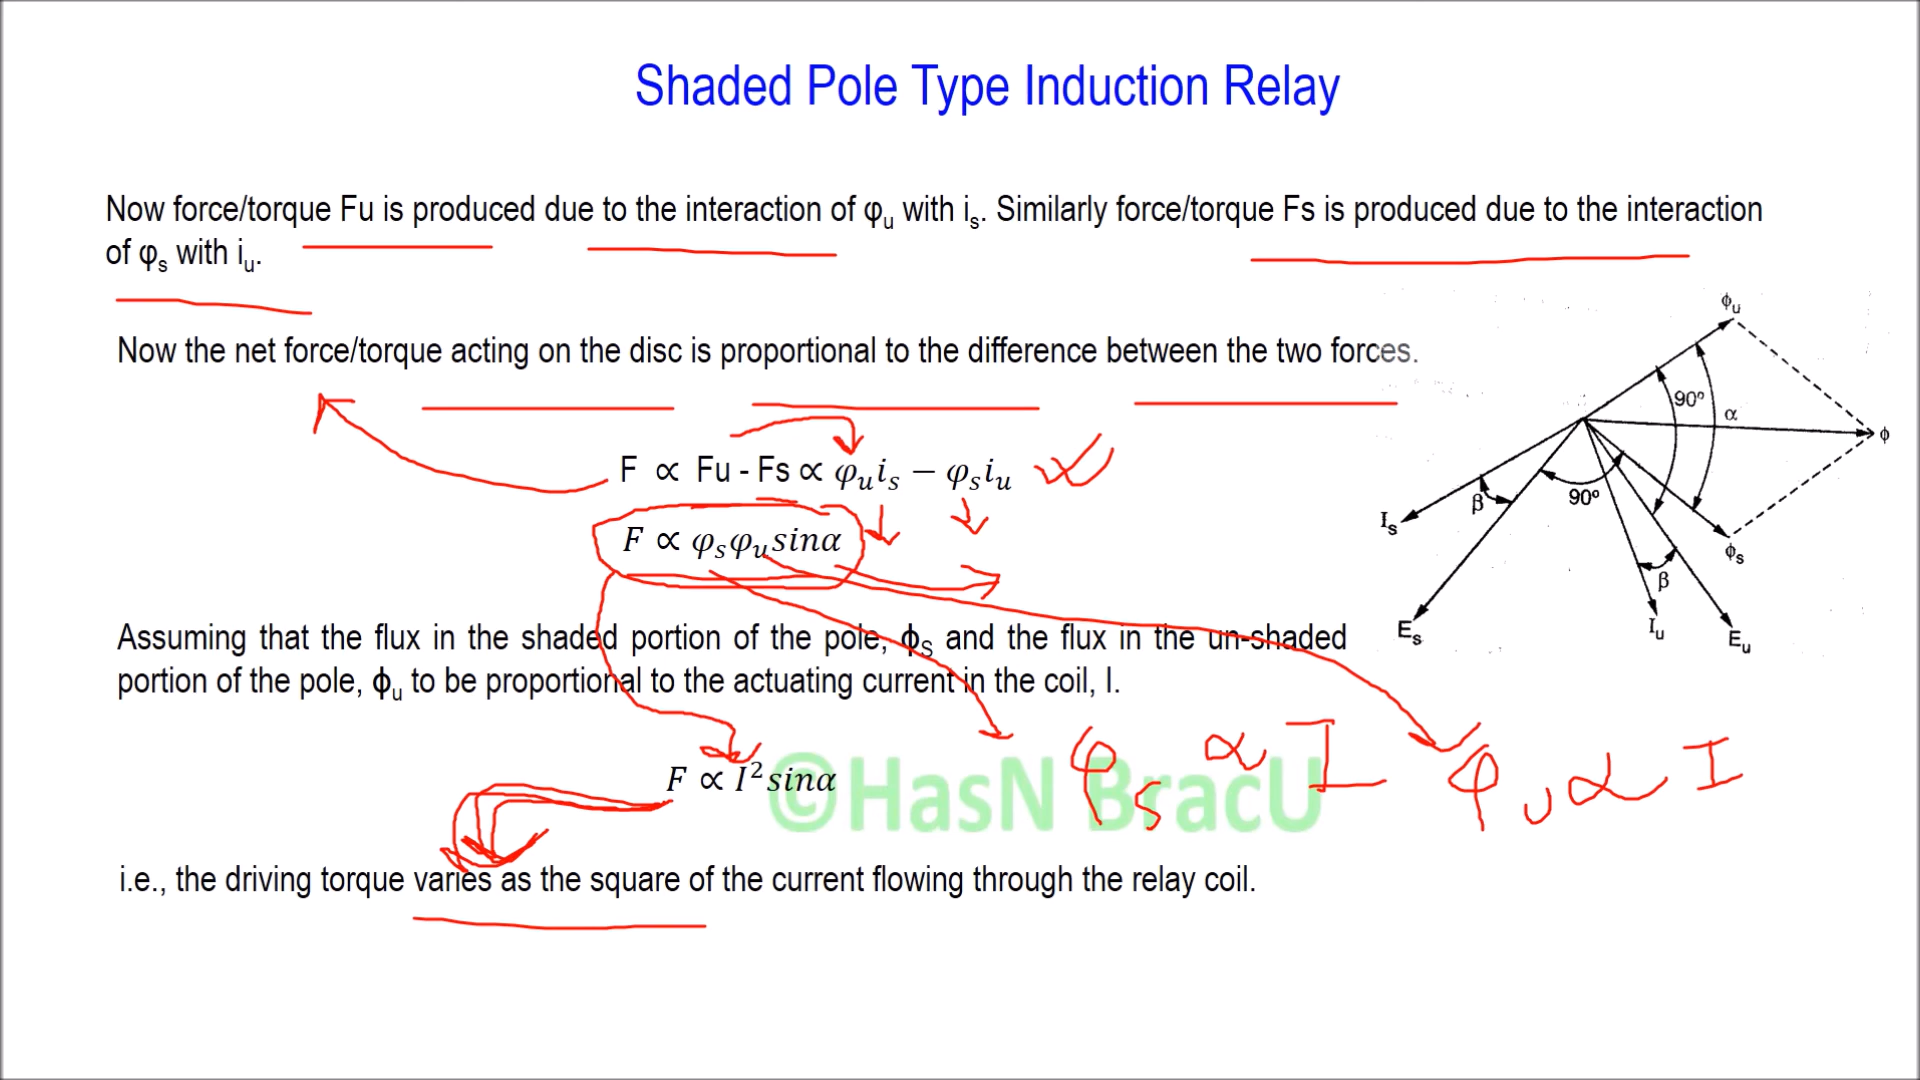 Shaded Pole Type Induction Relay
Now force/torque Fu is produced due to the interaction of φu with is. Similarly force/torque Fs is produced due to the interaction
of φs with iu.
Now the net force/torque acting on the disc is proportional to the difference between the two forces.
F ∝ Fu - Fs ∝ φuis − φsiu
F ∝ φsφusinα
Assuming that the flux in the shaded portion of the pole, ϕS and the flux in the un-shaded
portion of the pole, ϕu to be proportional to the actuating current in the coil, I.
F ∝ I²sinα
φs ∝ I
φu ∝ I
©HasN BracU
i.e., the driving torque varies as the square of the current flowing through the relay coil.
ϕu
90°
α
ϕ
β
90°
Is
ϕs
β
Es
Iu
Eu